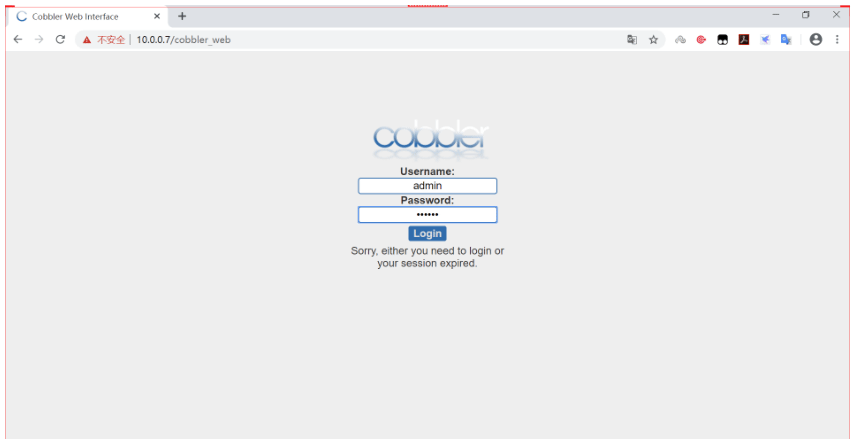 Cobbler Web Interface
不安全 10.0.0.7/cobbler_web
cobbler
Username:
admin
Password:
••••••
Login
Sorry, either you need to login or
your session expired.